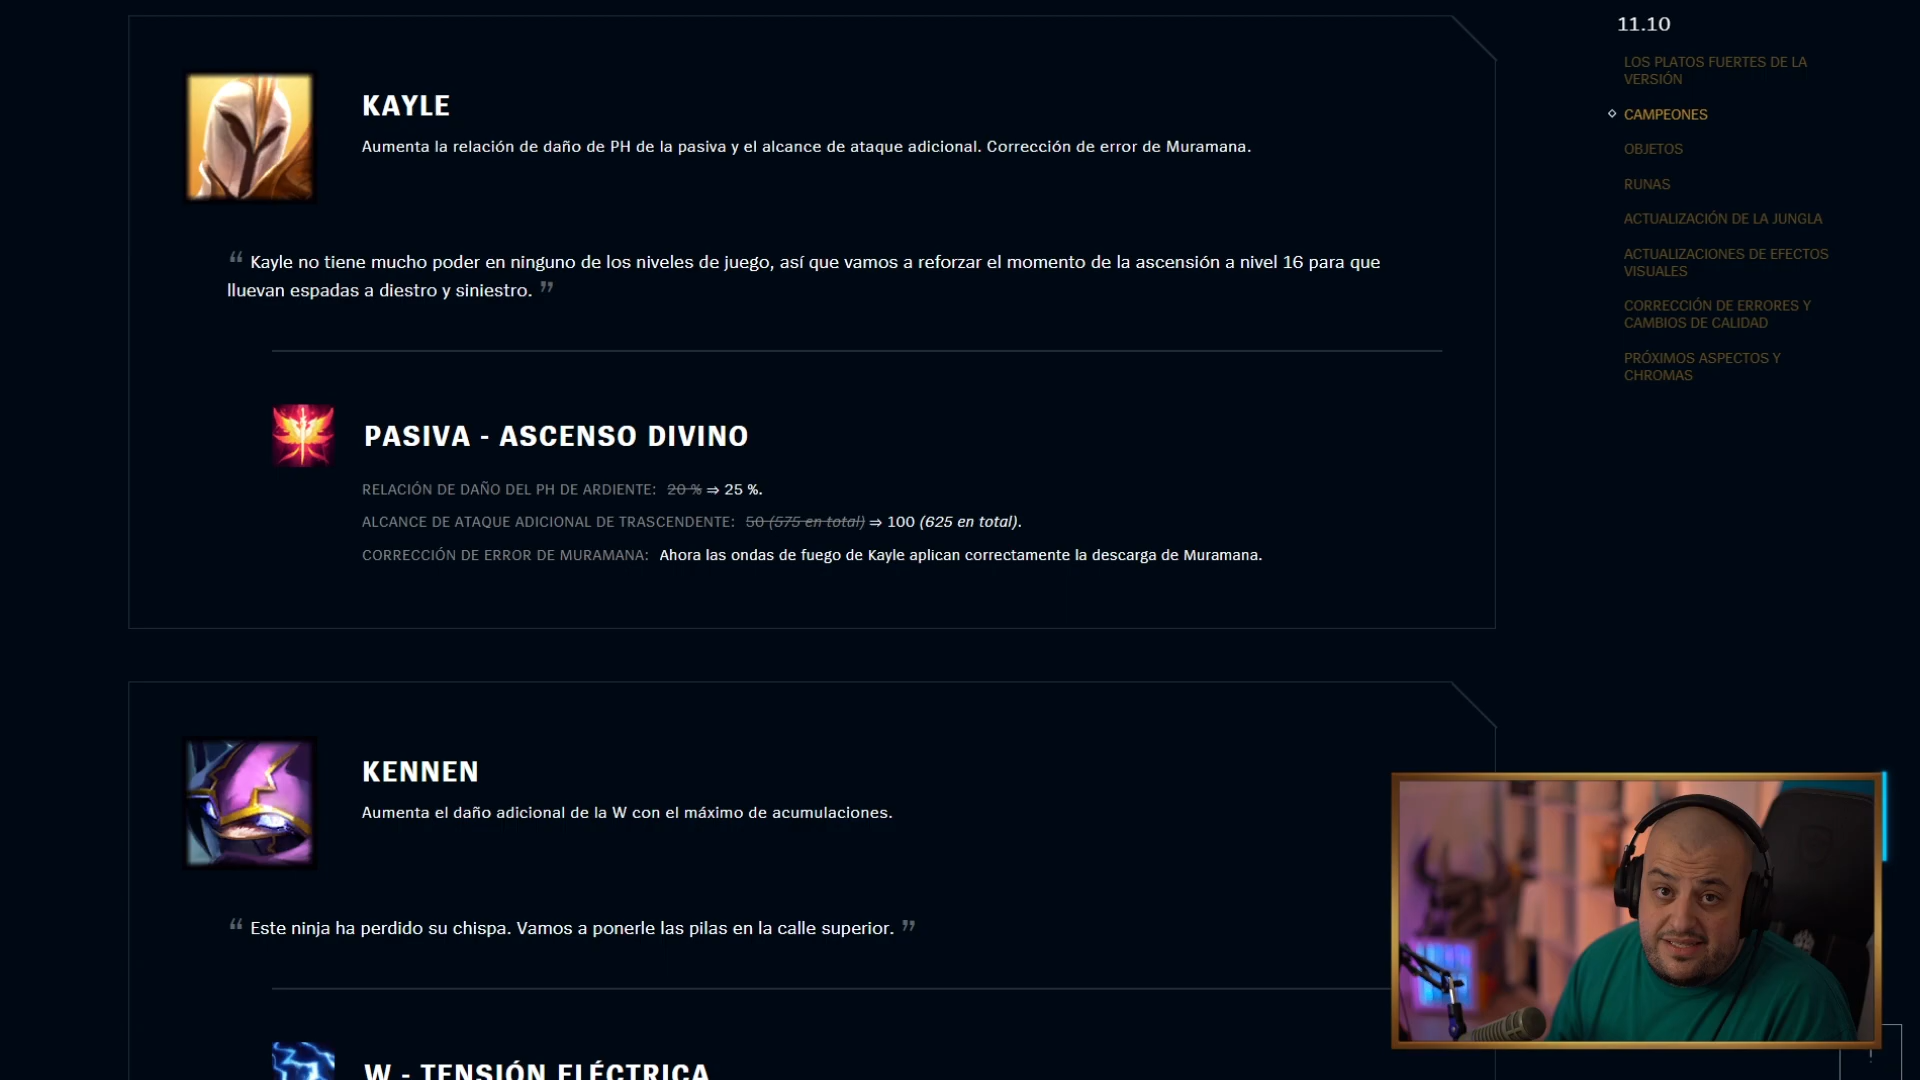 KAYLE
Aumenta la relación de daño de PH de la pasiva y el alcance de ataque adicional. Corrección de error de Muramana.
“ Kayle no tiene mucho poder en ninguno de los niveles de juego, así que vamos a reforzar el momento de la ascensión a nivel 16 para que
lluevan espadas a diestro y siniestro. ”
PASIVA - ASCENSO DIVINO
RELACIÓN DE DAÑO DEL PH DE ARDIENTE: 20 % ⇒ 25 %.
ALCANCE DE ATAQUE ADICIONAL DE TRASCENDENTE: 50 (575 en total) ⇒ 100 (625 en total).
CORRECCIÓN DE ERROR DE MURAMANA: Ahora las ondas de fuego de Kayle aplican correctamente la descarga de Muramana.
KENNEN
Aumenta el daño adicional de la W con el máximo de acumulaciones.
“ Este ninja ha perdido su chispa. Vamos a ponerle las pilas en la calle superior. ”
W - TENSIÓN ELÉCTRICA
11.10
LOS PLATOS FUERTES DE LA
VERSIÓN
CAMPEONES
OBJETOS
RUNAS
ACTUALIZACIÓN DE LA JUNGLA
ACTUALIZACIONES DE EFECTOS
VISUALES
CORRECCIÓN DE ERRORES Y
CAMBIOS DE CALIDAD
PRÓXIMOS ASPECTOS Y
CHROMAS